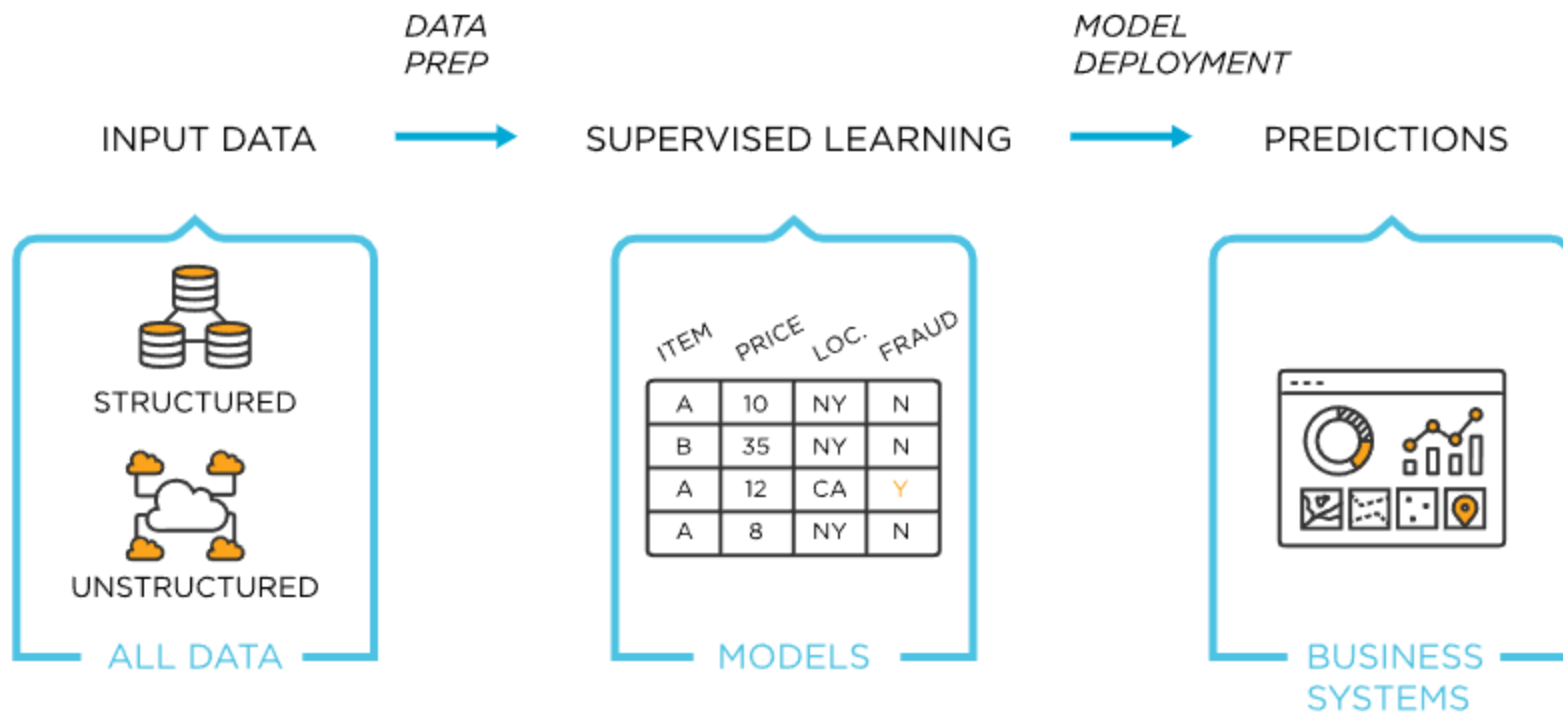 DATA
PREP
MODEL
DEPLOYMENT
INPUT DATA
SUPERVISED LEARNING
PREDICTIONS
STRUCTURED
UNSTRUCTURED
ALL DATA
ITEM PRICE LOC. FRAUD
A 10 NY N
B 35 NY N
A 12 CA Y
A 8 NY N
MODELS
BUSINESS
SYSTEMS